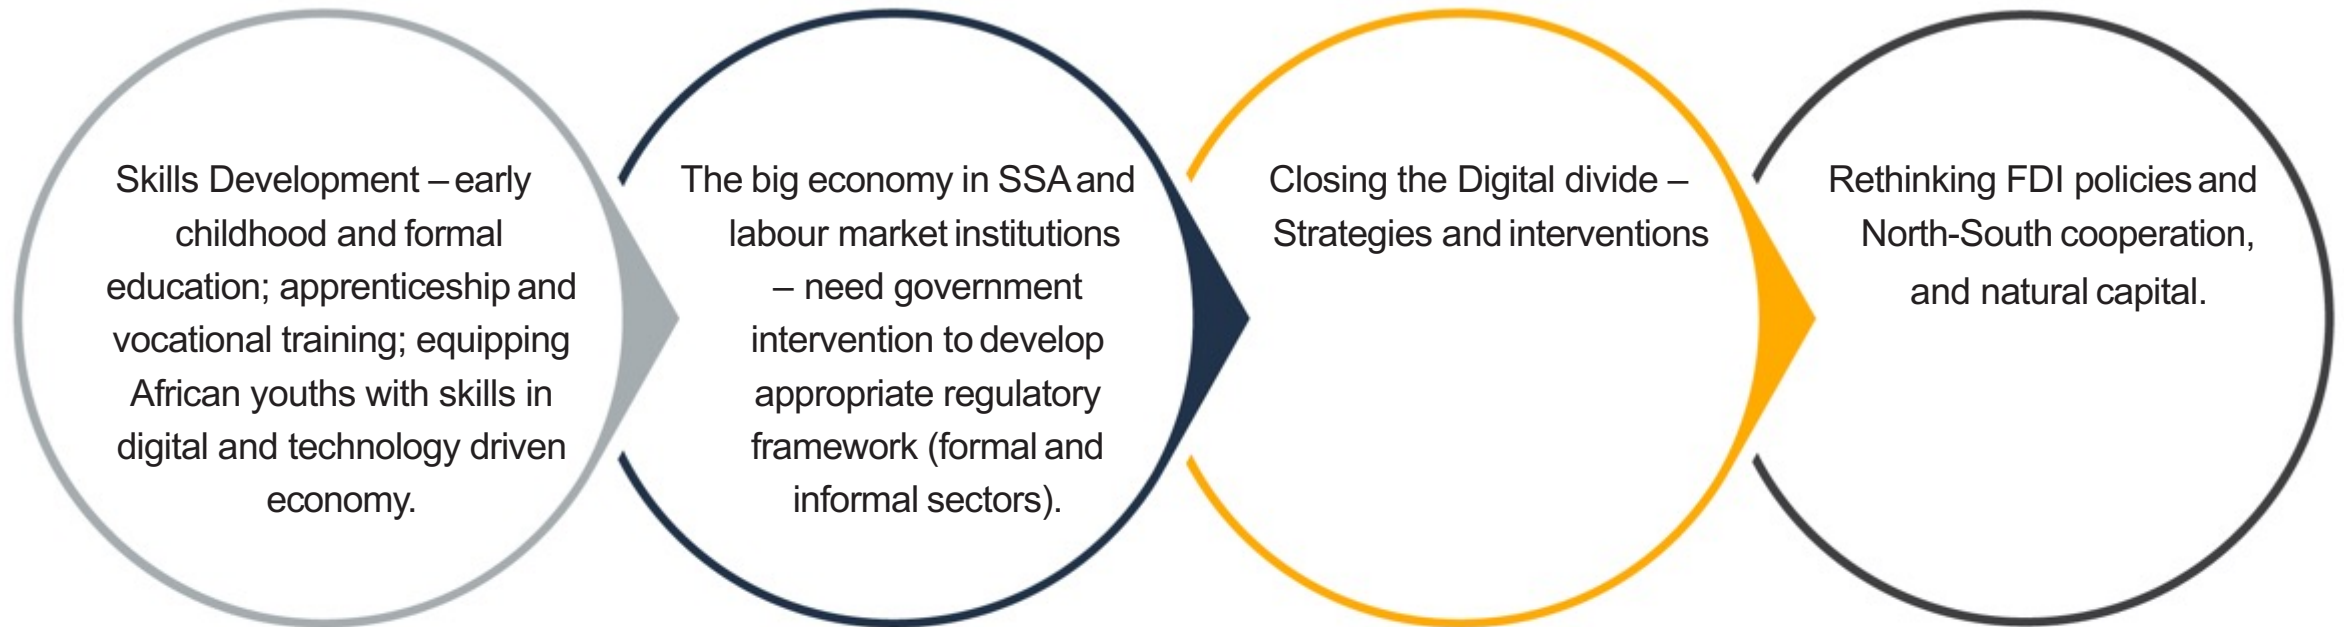 Skills Development – early
childhood and formal
education; apprenticeship and
vocational training; equipping
African youths with skills in
digital and technology driven
economy.
The big economy in SSA and
labour market institutions
– need government
intervention to develop
appropriate regulatory
framework (formal and
informal sectors).
Closing the Digital divide –
Strategies and interventions
Rethinking FDI policies and
North-South cooperation,
and natural capital.